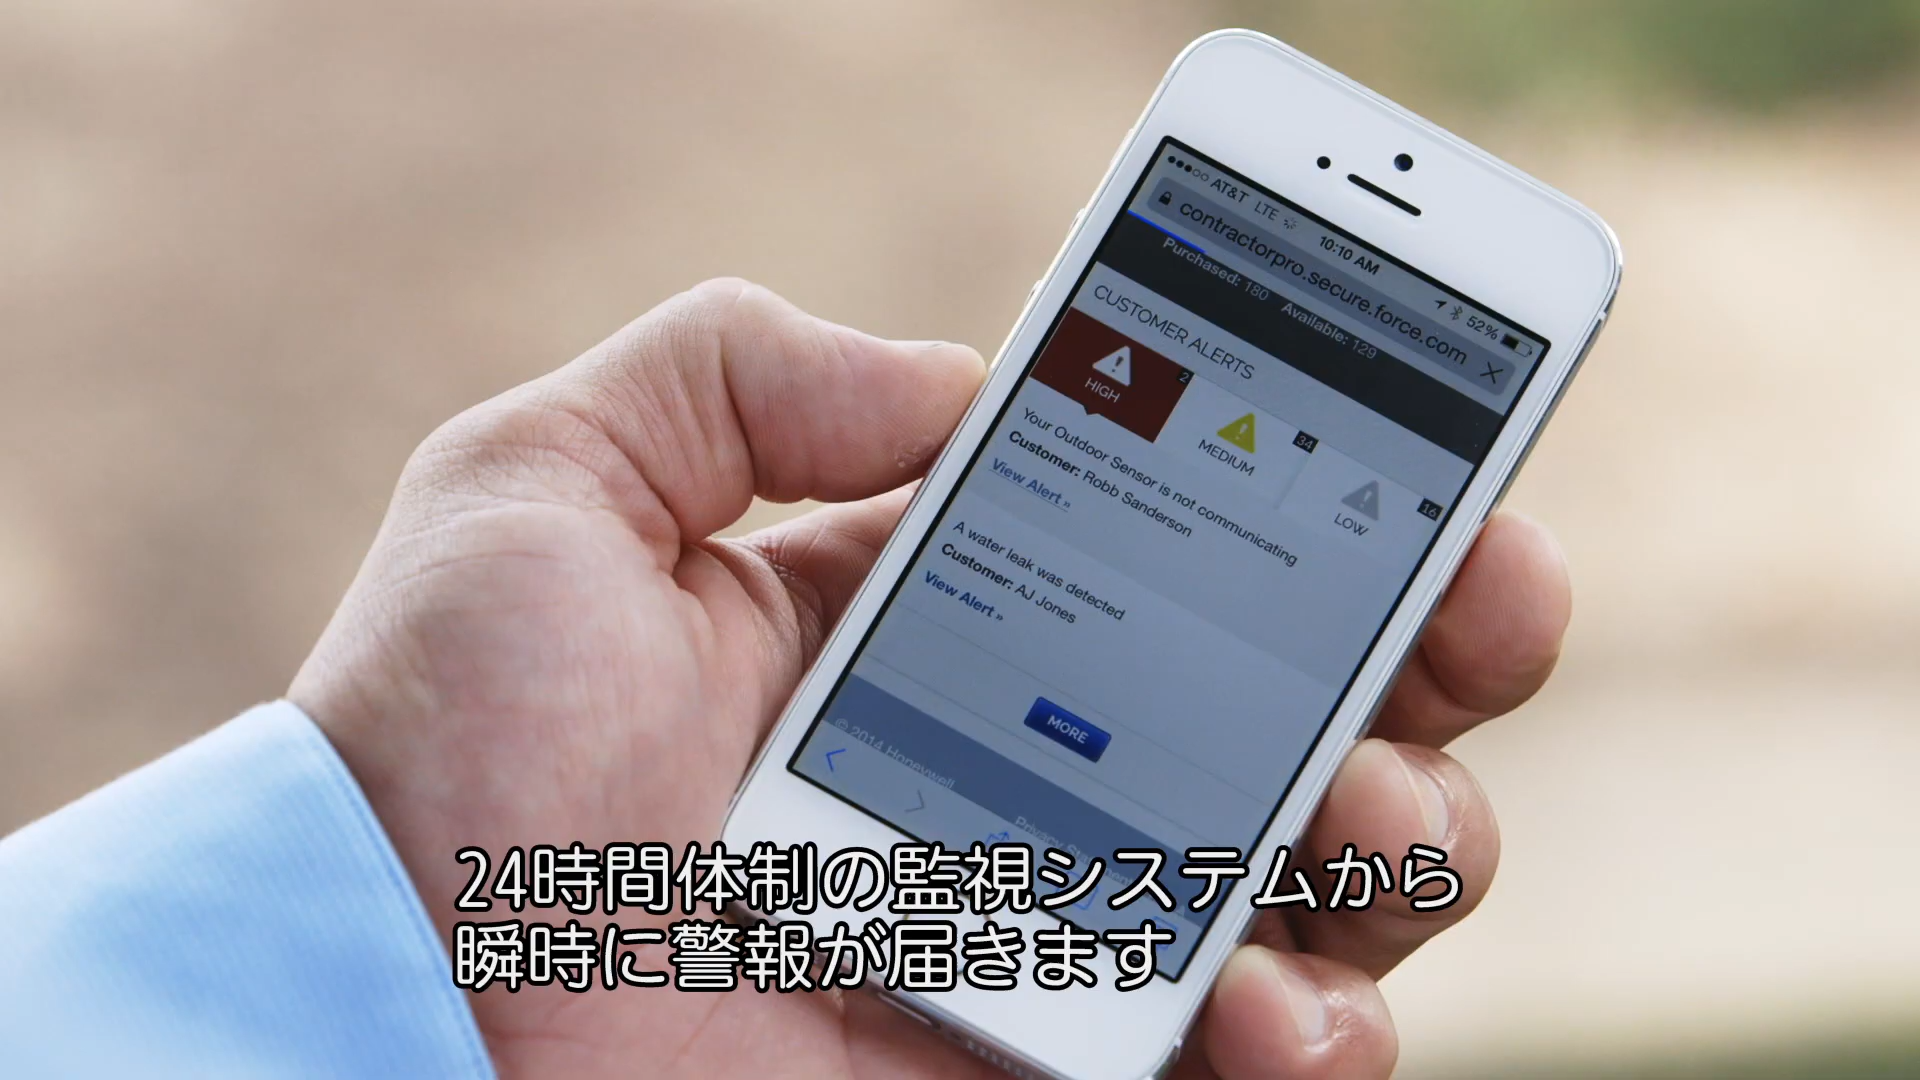 AT&T LTE 10:10 AM 52%
contractorpro.secure.force.com
Purchased: 180 Available: 129
CUSTOMER ALERTS
HIGH 2
MEDIUM 34
LOW 16
Your Outdoor Sensor is not communicating
Customer: Robb Sanderson
View Alert »
A water leak was detected
Customer: AJ Jones
View Alert »
MORE
© 2014 Honeywell
Privacy
24時間体制の監視システムから
瞬時に警報が届きます